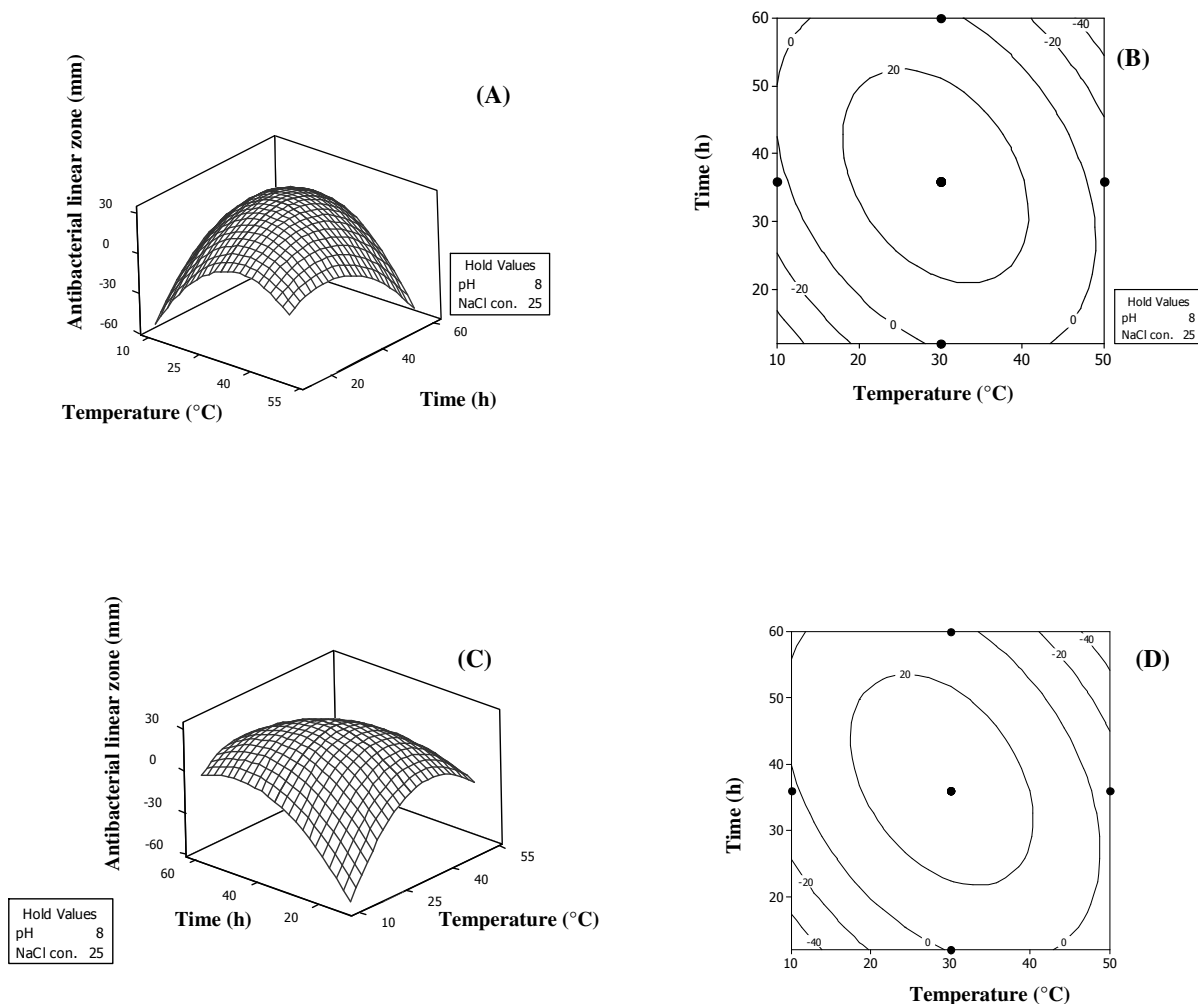 (A)
Antibacterial linear zone (mm)
30
0
-30
-60
10
25
40
55
Temperature (°C)
20
40
60
Time (h)
Hold Values
pH 8
NaCl con. 25
(B)
Time (h)
60
50
40
30
20
10
20
30
40
50
Temperature (°C)
0
20
-20
-40
-20
0
0
Hold Values
pH 8
NaCl con. 25
(C)
Antibacterial linear zone (mm)
30
0
-30
-60
60
40
20
Time (h)
10
25
40
55
Temperature (°C)
Hold Values
pH 8
NaCl con. 25
(D)
Time (h)
60
50
40
30
20
10
20
30
40
50
Temperature (°C)
20
-20
-40
-20
-40
0
0